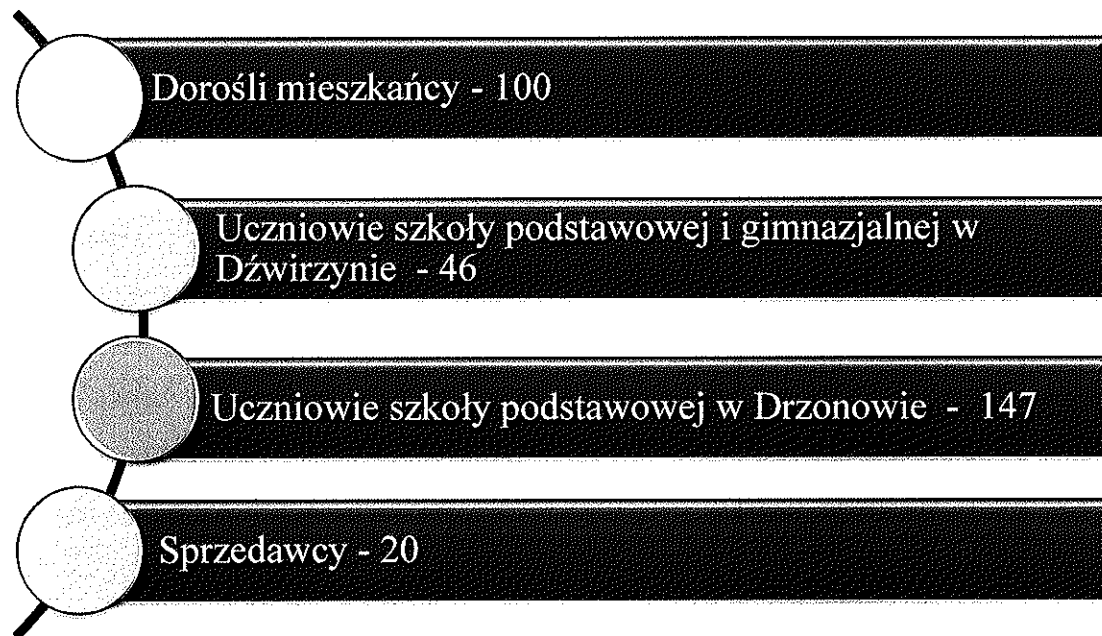 Dorośli mieszkańcy - 100
Uczniowie szkoły podstawowej i gimnazjalnej w
Dźwirzynie - 46
Uczniowie szkoły podstawowej w Drzonowie - 147
Sprzedawcy - 20